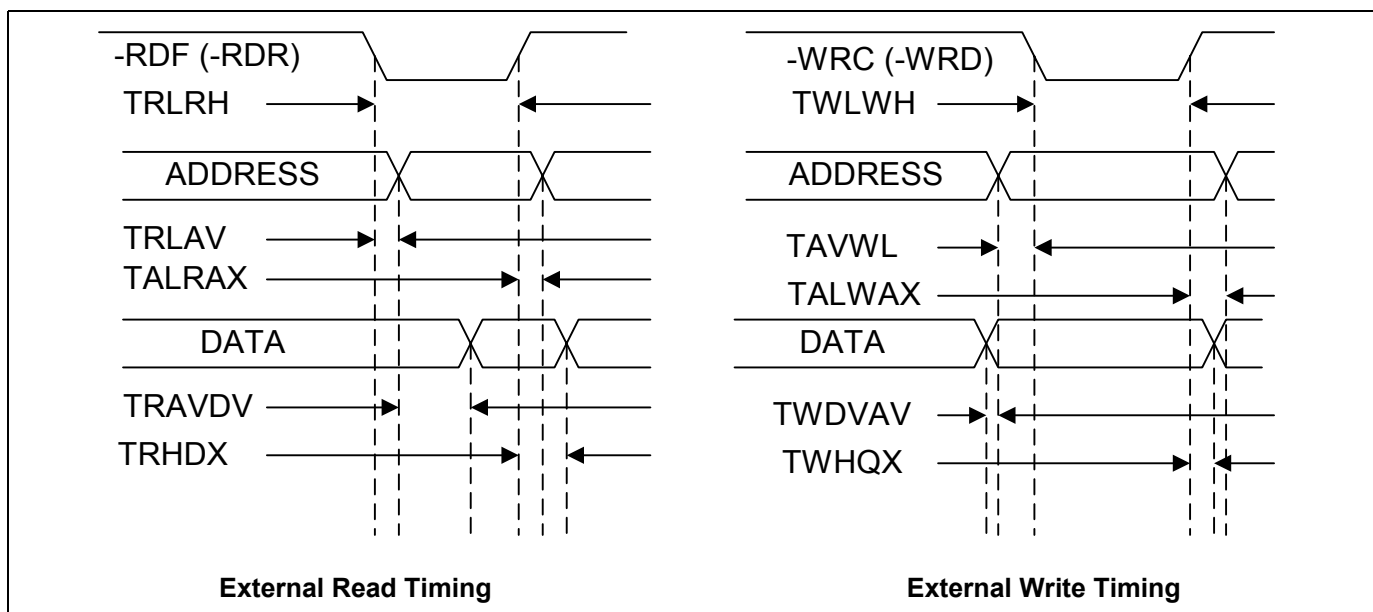 -RDF (-RDR)
TRLRH
ADDRESS
TRLAV
TALRAX
DATA
TRAVDV
TRHDX
External Read Timing
-WRC (-WRD)
TWLWH
ADDRESS
TAVWL
TALWAX
DATA
TWDVAV
TWHQX
External Write Timing